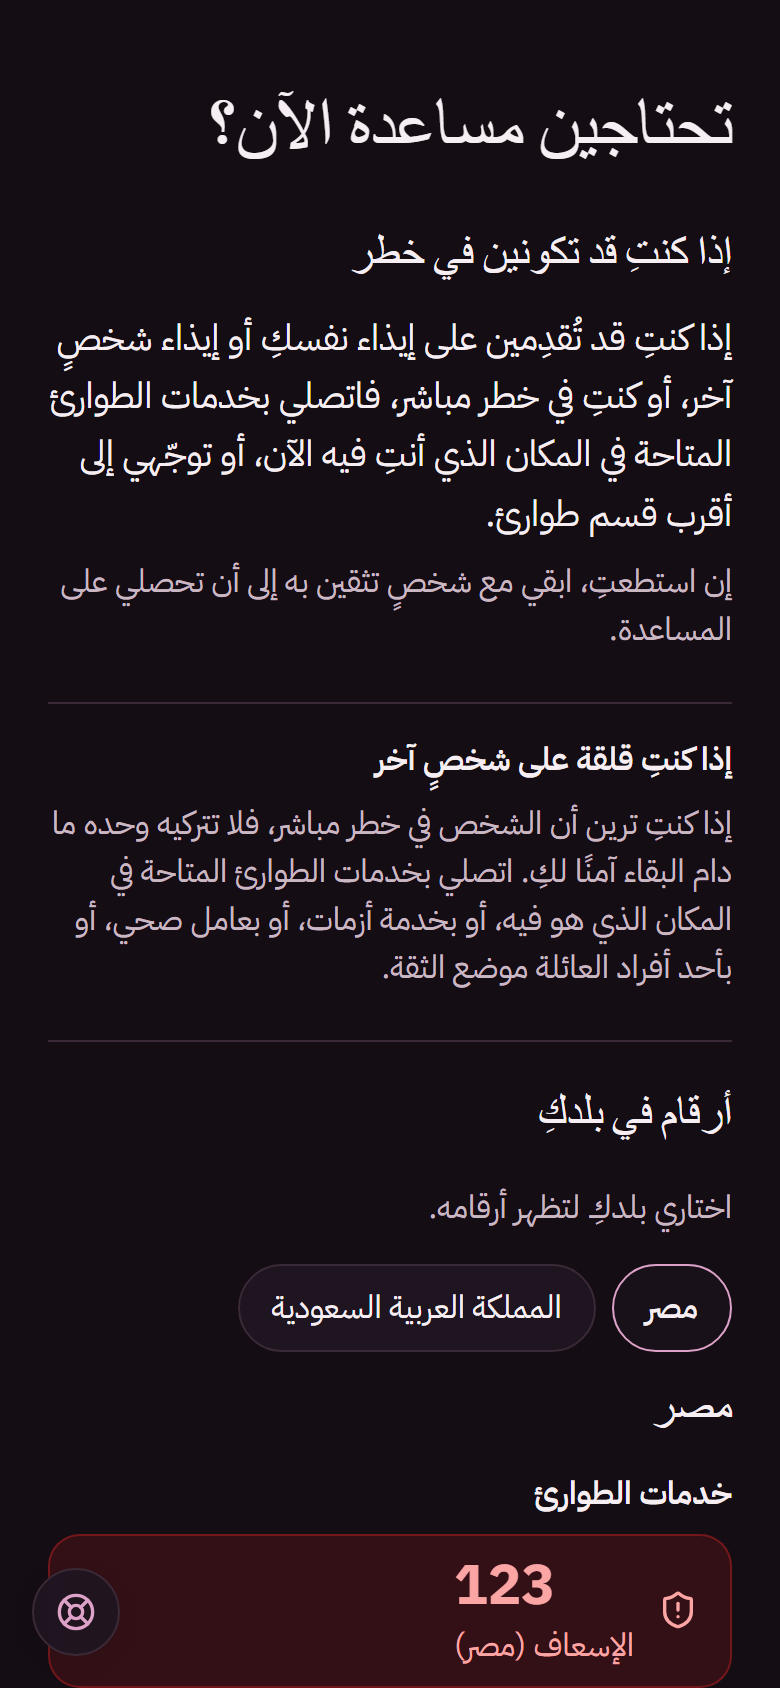 تحتاجين مساعدة الآن؟
إذا كنتِ قد تكونين في خطر
إذا كنتِ قد تُقدِمين على إيذاء نفسكِ أو إيذاء شخصٍ
آخر، أو كنتِ في خطر مباشر، فاتصلي بخدمات الطوارئ
المتاحة في المكان الذي أنتِ فيه الآن، أو توجّهي إلى
أقرب قسم طوارئ.
إن استطعتِ، ابقي مع شخصٍ تثقين به إلى أن تحصلي على
المساعدة.
إذا كنتِ قلقة على شخصٍ آخر
إذا كنتِ ترين أن الشخص في خطر مباشر، فلا تتركيه وحده ما
دام البقاء آمنًا لكِ. اتصلي بخدمات الطوارئ المتاحة في
المكان الذي هو فيه، أو بخدمة أزمات، أو بعامل صحي، أو
بأحد أفراد العائلة موضع الثقة.
أرقام في بلدكِ
اختاري بلدكِ لتظهر أرقامه.
مصر
المملكة العربية السعودية
مصر
خدمات الطوارئ
123
الإسعاف (مصر)